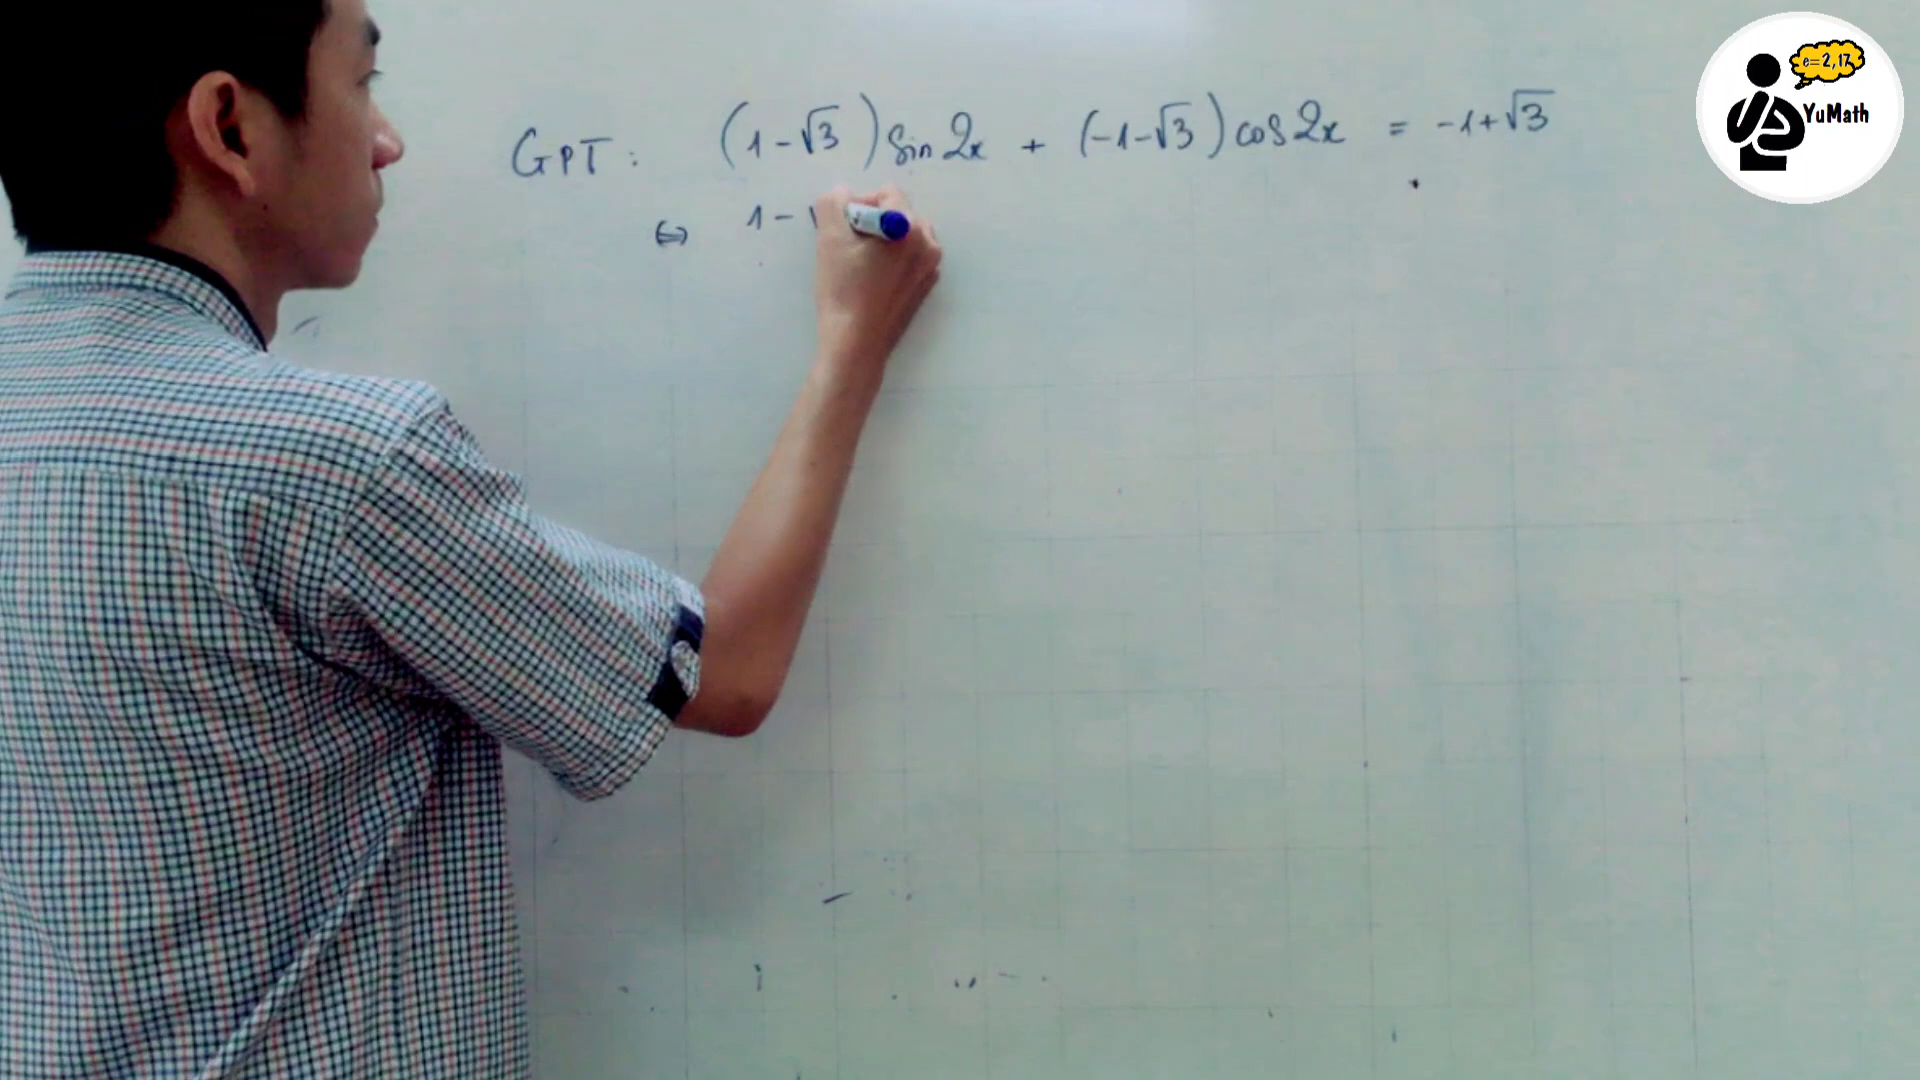 GPT: (1-√3) sin 2x + (-1-√3) cos 2x = -1+√3
⇔ 1-
e=2,17
YuMath